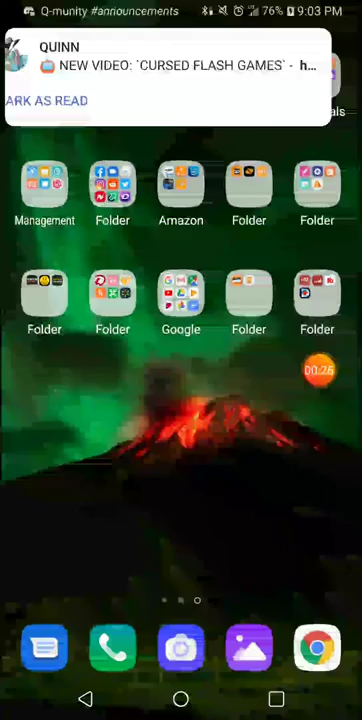 Q-munity #announcements 76% 9:03 PM
QUINN
NEW VIDEO: `CURSED FLASH GAMES` - h...
ARK AS READ
als
Management Folder Amazon Folder Folder
Folder Folder Google Folder Folder
00:26